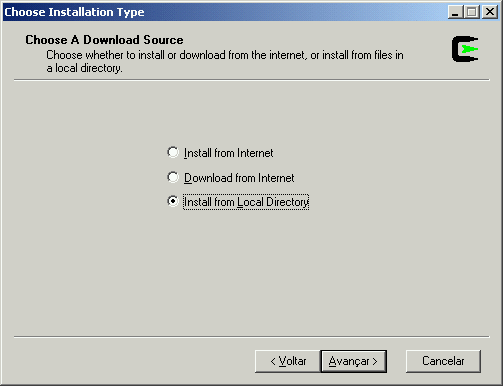 Choose Installation Type
Choose A Download Source
Choose whether to install or download from the internet, or install from files in
a local directory.
Install from Internet
Download from Internet
Install from Local Directory
< Voltar
Avançar >
Cancelar